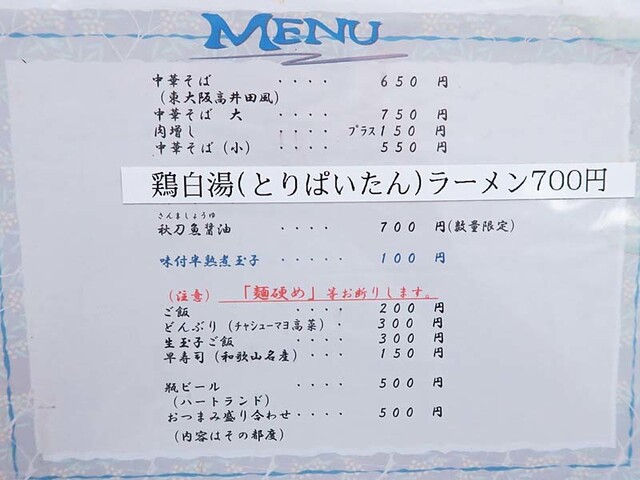 MENU
中華そば ・・・・ 650 円
(東大阪高井田風)
中華そば 大 ・・・・ 750 円
肉増し ・・・・ プラス150 円
中華そば(小) ・・・・ 550 円
鶏白湯(とりぱいたん)ラーメン700円
さんましょうゆ
秋刀魚醤油 ・・・・ 700 円(数量限定)
味付半熟煮玉子 ・・・・ 100 円
(注意) 「麺硬め」等お断りします。
ご飯 ・・・・ 200 円
どんぶり(チャシューマヨ高菜)・ 300 円
生玉子ご飯 ・・・・ 300 円
早寿司(和歌山名産) ・・・ 150 円
瓶ビール ・・・・ 500 円
(ハートランド)
おつまみ盛り合わせ・・・・ 500 円
(内容はその都度)